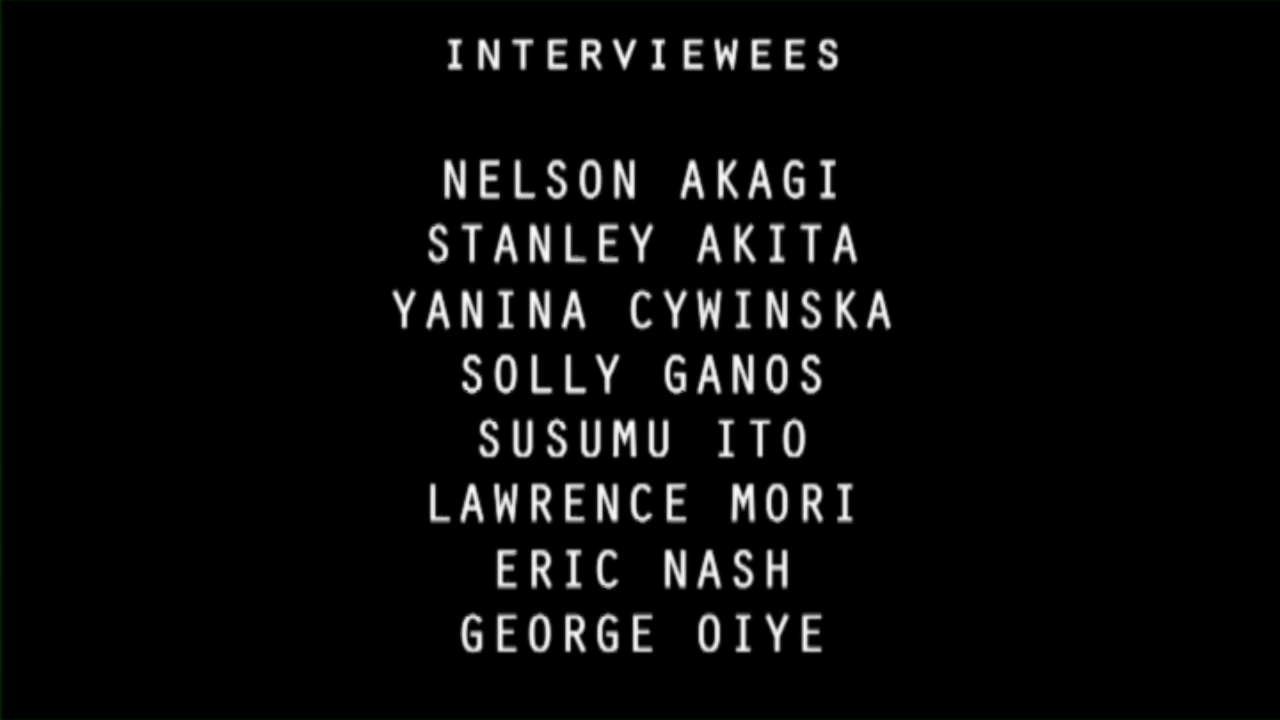 INTERVIEWEES
NELSON AKAGI
STANLEY AKITA
YANINA CYWINSKA
SOLLY GANOS
SUSUMU ITO
LAWRENCE MORI
ERIC NASH
GEORGE OIYE